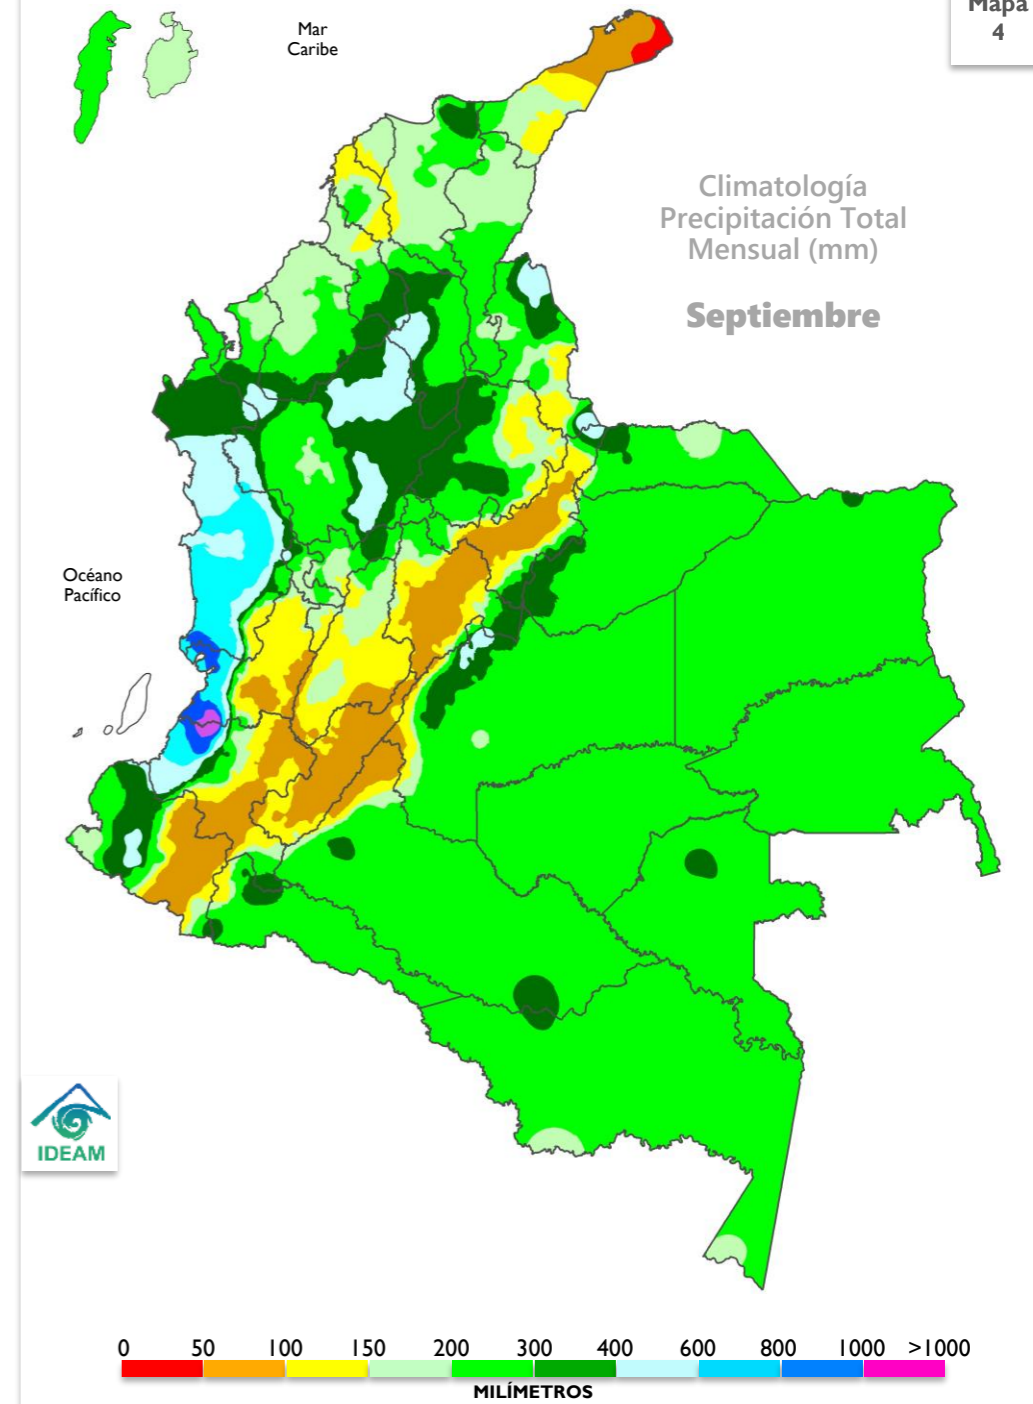 Mapa
4
Mar
Caribe
Climatología
Precipitación Total
Mensual (mm)
Septiembre
Océano
Pacífico
IDEAM
0 50 100 150 200 300 400 600 800 1000 >1000
MILÍMETROS